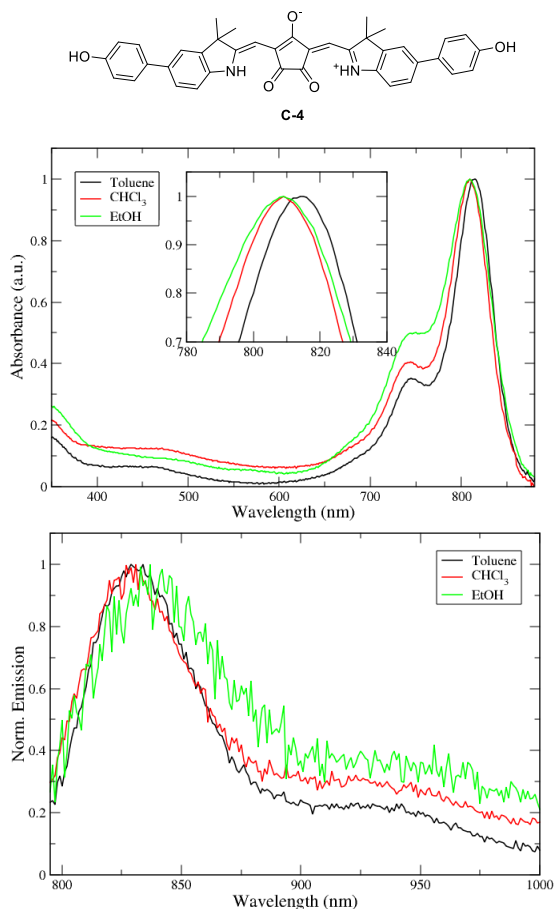 O-
HO
OH
NH
+HN
O
O
C-4
Toluene
CHCl3
EtOH
1
0.9
0.8
0.7
780
800
820
840
1
0.8
0.6
0.4
0.2
0
Absorbance (a.u.)
400
500
600
700
800
Wavelength (nm)
Toluene
CHCl3
EtOH
1
0.8
0.6
0.4
0.2
0
Norm. Emission
800
850
900
950
1000
Wavelength (nm)